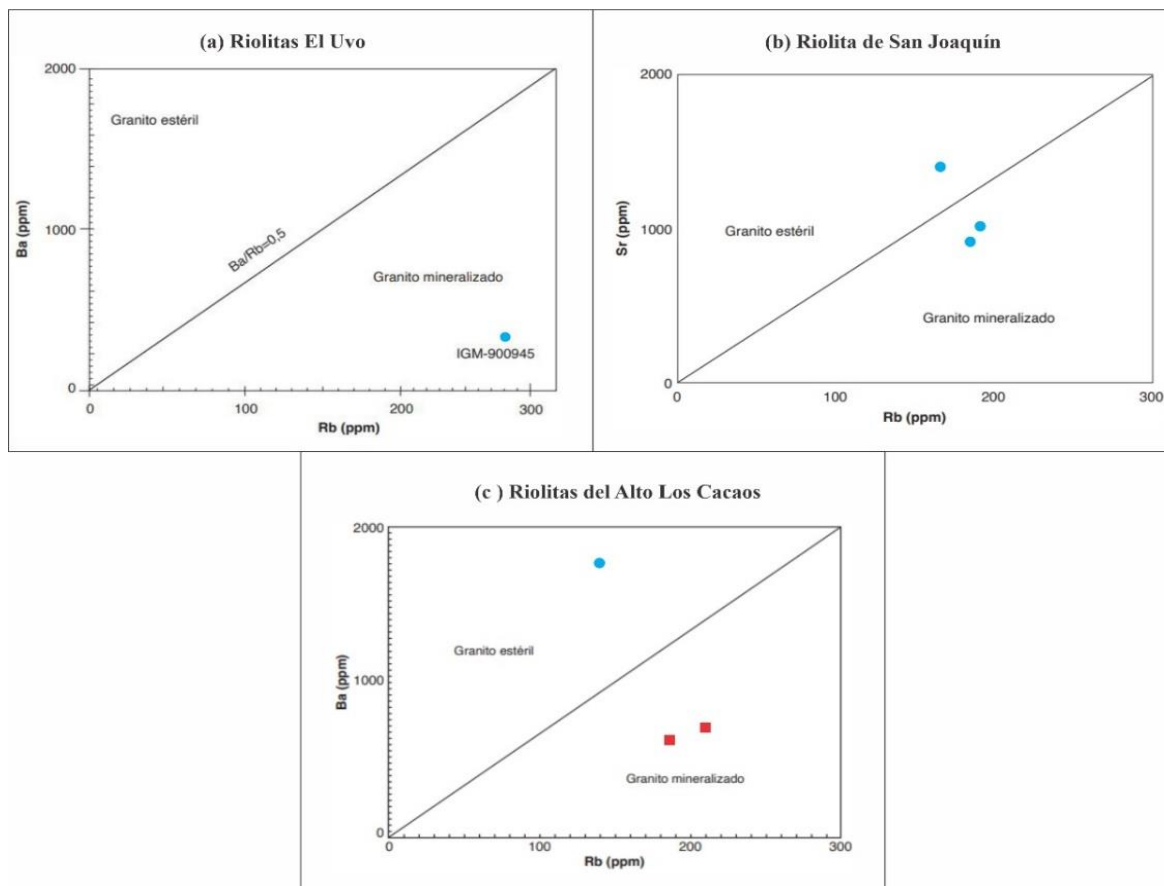 (a) Riolitas El Uvo
2000
Granito estéril
Ba (ppm)
1000
Ba/Rb=0,5
Granito mineralizado
IGM-900945
0
0
100
200
300
Rb (ppm)
(b) Riolita de San Joaquín
2000
Sr (ppm)
1000
Granito estéril
Granito mineralizado
0
0
100
200
300
Rb (ppm)
(c ) Riolitas del Alto Los Cacaos
2000
Granito estéril
Ba (ppm)
1000
Granito mineralizado
0
0
100
200
300
Rb (ppm)